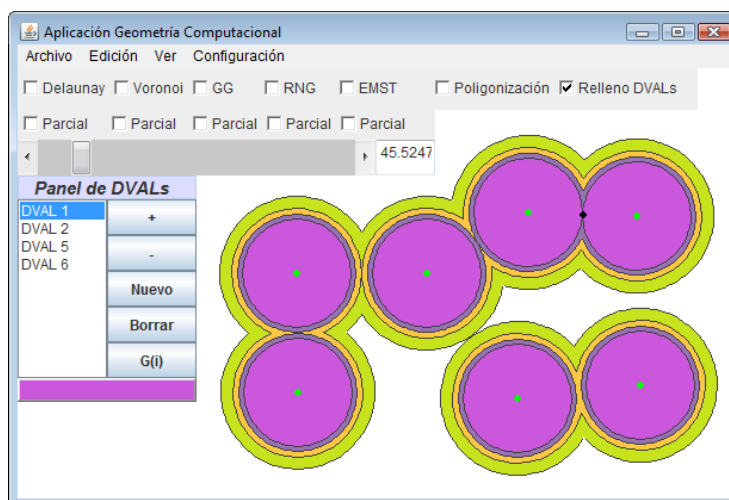 Aplicación Geometría Computacional
Archivo Edición Ver Configuración
Delaunay Voronoi GG RNG EMST Poligonización Relleno DVALs
Parcial Parcial Parcial Parcial Parcial
45.5247
Panel de DVALs
DVAL 1
DVAL 2
DVAL 5
DVAL 6
+
-
Nuevo
Borrar
G(i)